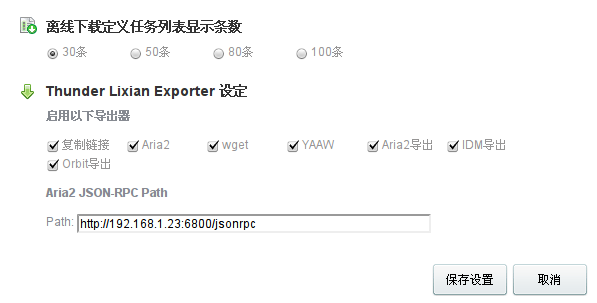 离线下载定义任务列表显示条数
30条 50条 80条 100条
Thunder Lixian Exporter 设定
启用以下导出器
复制链接 Aria2 wget YAAW Aria2导出 IDM导出
Orbit导出
Aria2 JSON-RPC Path
Path: http://192.168.1.23:6800/jsonrpc
保存设置 取消